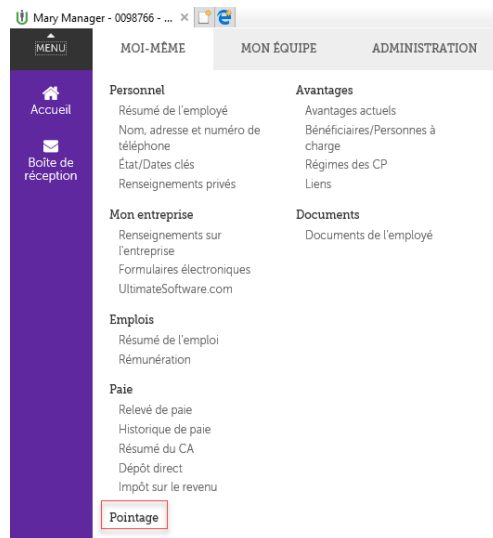 Mary Manager - 0098766 - ...
MENU
MOI-MÊME
MON ÉQUIPE
ADMINISTRATION
Accueil
Boîte de
réception
Personnel
Résumé de l'employé
Nom, adresse et numéro de
téléphone
État/Dates clés
Renseignements privés
Mon entreprise
Renseignements sur
l'entreprise
Formulaires électroniques
UltimateSoftware.com
Emplois
Résumé de l'emploi
Rémunération
Paie
Relevé de paie
Historique de paie
Résumé du CA
Dépôt direct
Impôt sur le revenu
Pointage
Avantages
Avantages actuels
Bénéficiaires/Personnes à
charge
Régimes des CP
Liens
Documents
Documents de l'employé